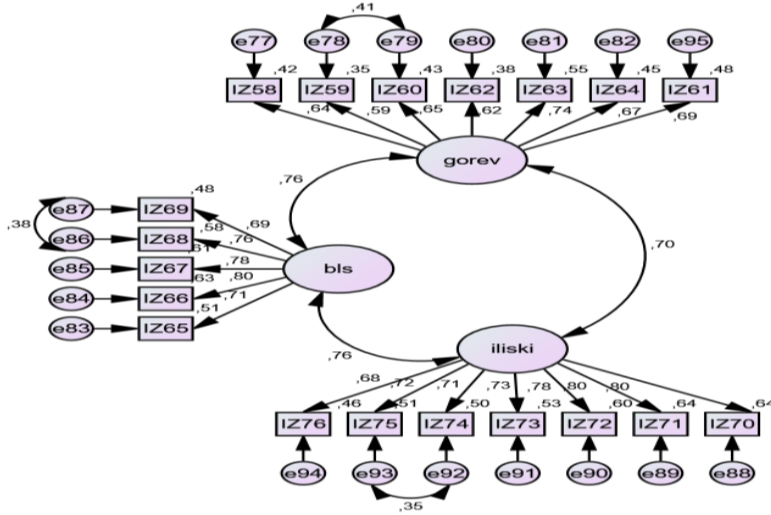 ,41
e77 e78 e79 e80 e81 e82 e95
,42 ,35 ,43 ,38 ,55 ,45 ,48
IZ58 IZ59 IZ60 IZ62 IZ63 IZ64 IZ61
,64 ,59 ,65 ,62 ,74 ,67 ,69
gorev
,76
,70
,48
e87 IZ69
,69
,38
,58
e86 IZ68
,76
e85 IZ67
,78
bls
,63
,80
e84 IZ66
,71
,51
e83 IZ65
,76
iliski
,68 ,72 ,71 ,73 ,78 ,80 ,80
,46 ,51 ,50 ,53 ,60 ,64 ,64
IZ76 IZ75 IZ74 IZ73 IZ72 IZ71 IZ70
e94 e93 e92 e91 e90 e89 e88
,35